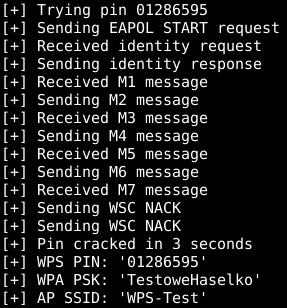 [+] Trying pin 01286595
[+] Sending EAPOL START request
[+] Received identity request
[+] Sending identity response
[+] Received M1 message
[+] Sending M2 message
[+] Received M3 message
[+] Sending M4 message
[+] Received M5 message
[+] Sending M6 message
[+] Received M7 message
[+] Sending WSC NACK
[+] Sending WSC NACK
[+] Pin cracked in 3 seconds
[+] WPS PIN: '01286595'
[+] WPA PSK: 'TestoweHaselko'
[+] AP SSID: 'WPS-Test'